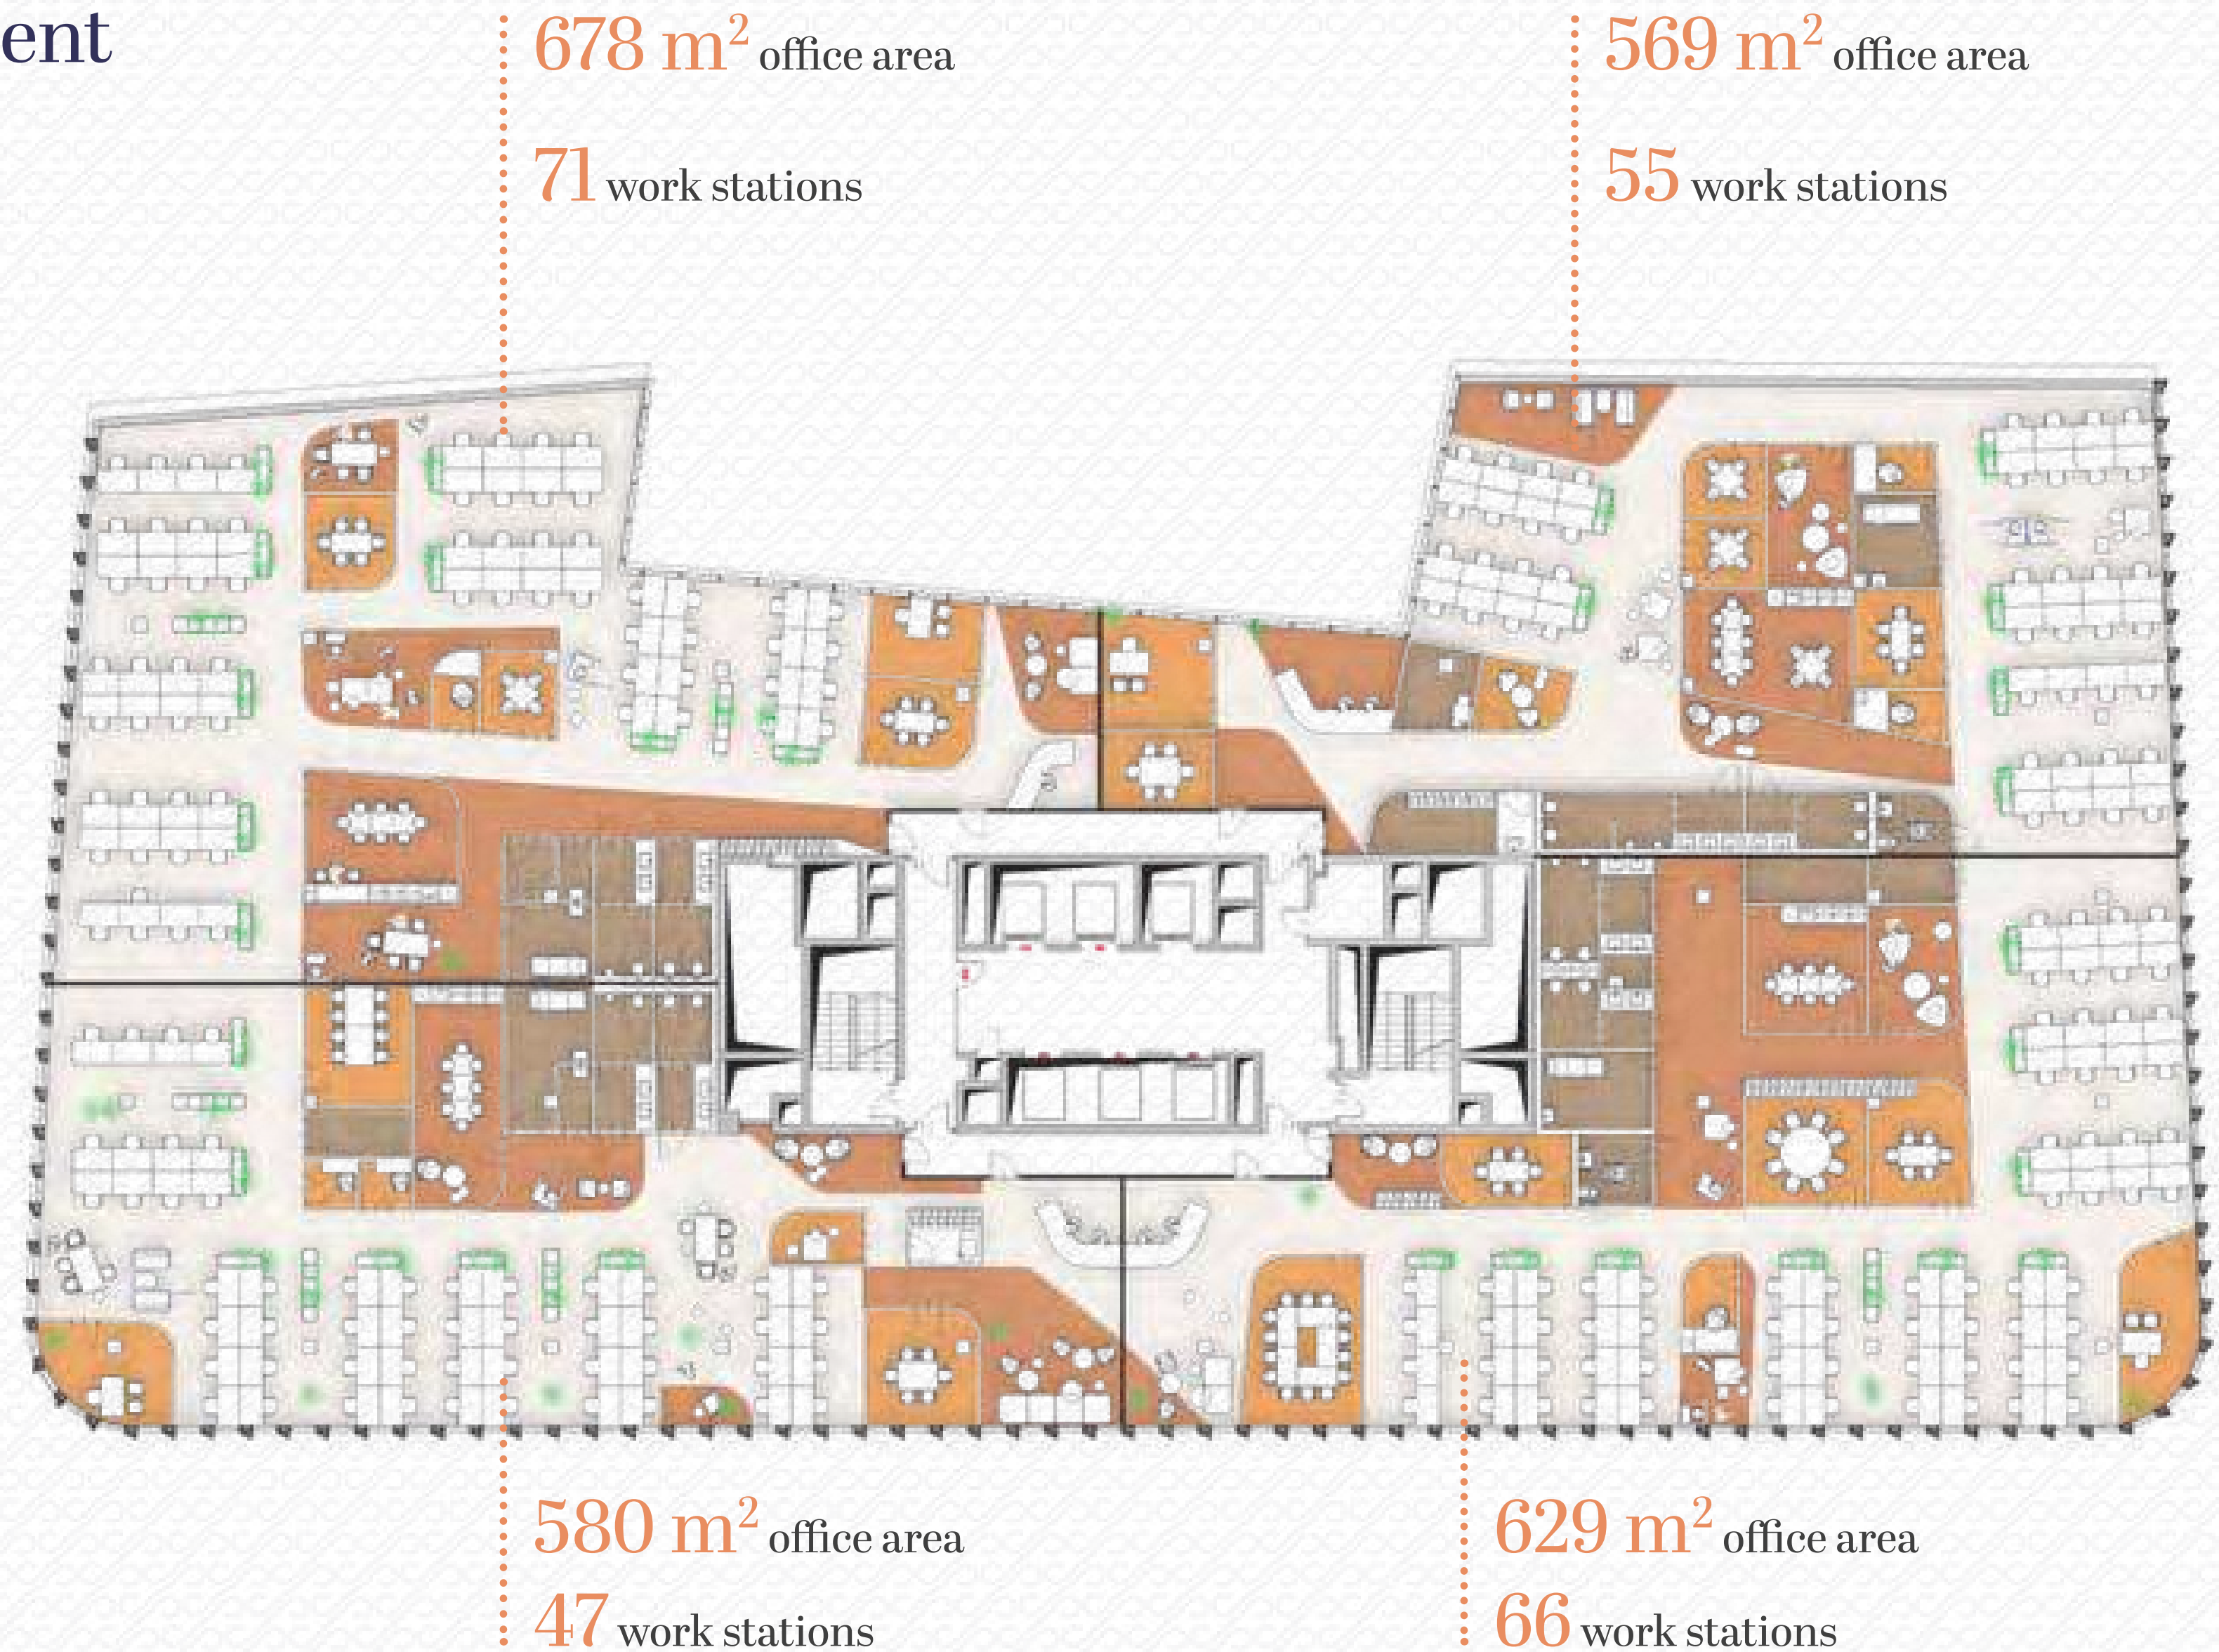 ent
678 m² office area
71 work stations
569 m² office area
55 work stations
580 m² office area
47 work stations
629 m² office area
66 work stations